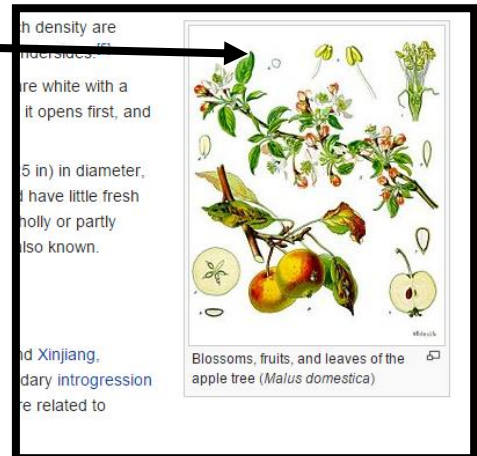 density are
ndersides.
are white with a
it opens first, and
5 in) in diameter,
have little fresh
holly or partly
also known.
nd Xinjiang,
dary introgression
re related to
Blossoms, fruits, and leaves of the
apple tree (Malus domestica)